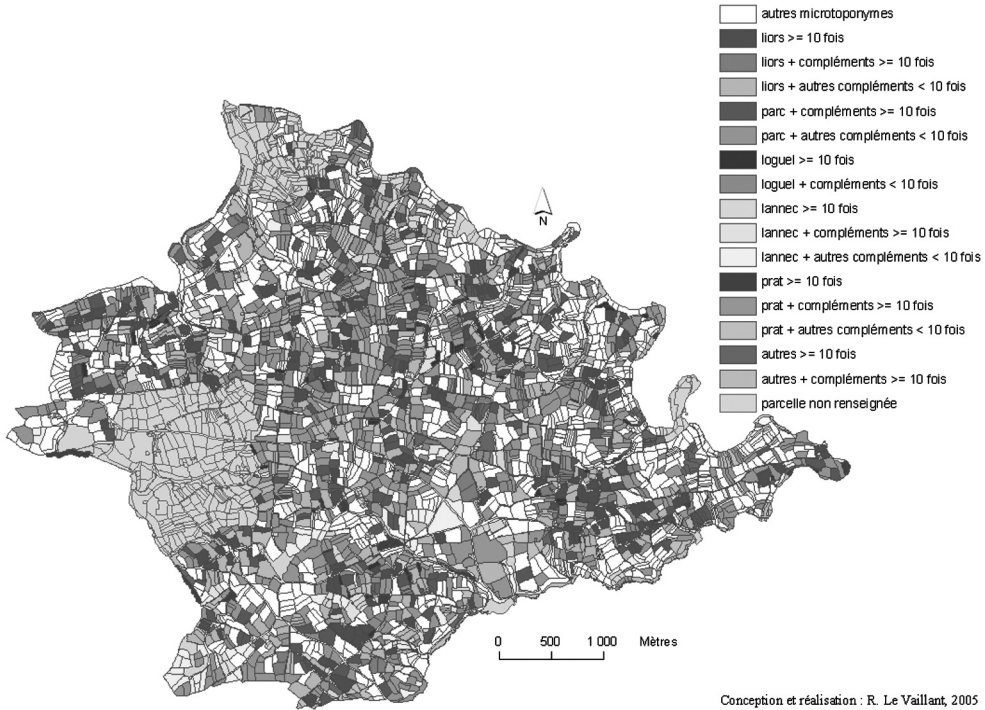 autres microtoponymes
liors >= 10 fois
liors + compléments >= 10 fois
liors + autres compléments < 10 fois
parc + compléments >= 10 fois
parc + autres compléments < 10 fois
loguel >= 10 fois
loguel + compléments < 10 fois
lannec >= 10 fois
lannec + compléments >= 10 fois
lannec + autres compléments < 10 fois
prat >= 10 fois
prat + compléments >= 10 fois
prat + autres compléments < 10 fois
autres >= 10 fois
autres + compléments >= 10 fois
parcelle non renseignée
N
0 500 1 000 Mètres
Conception et réalisation : R. Le Vaillant, 2005